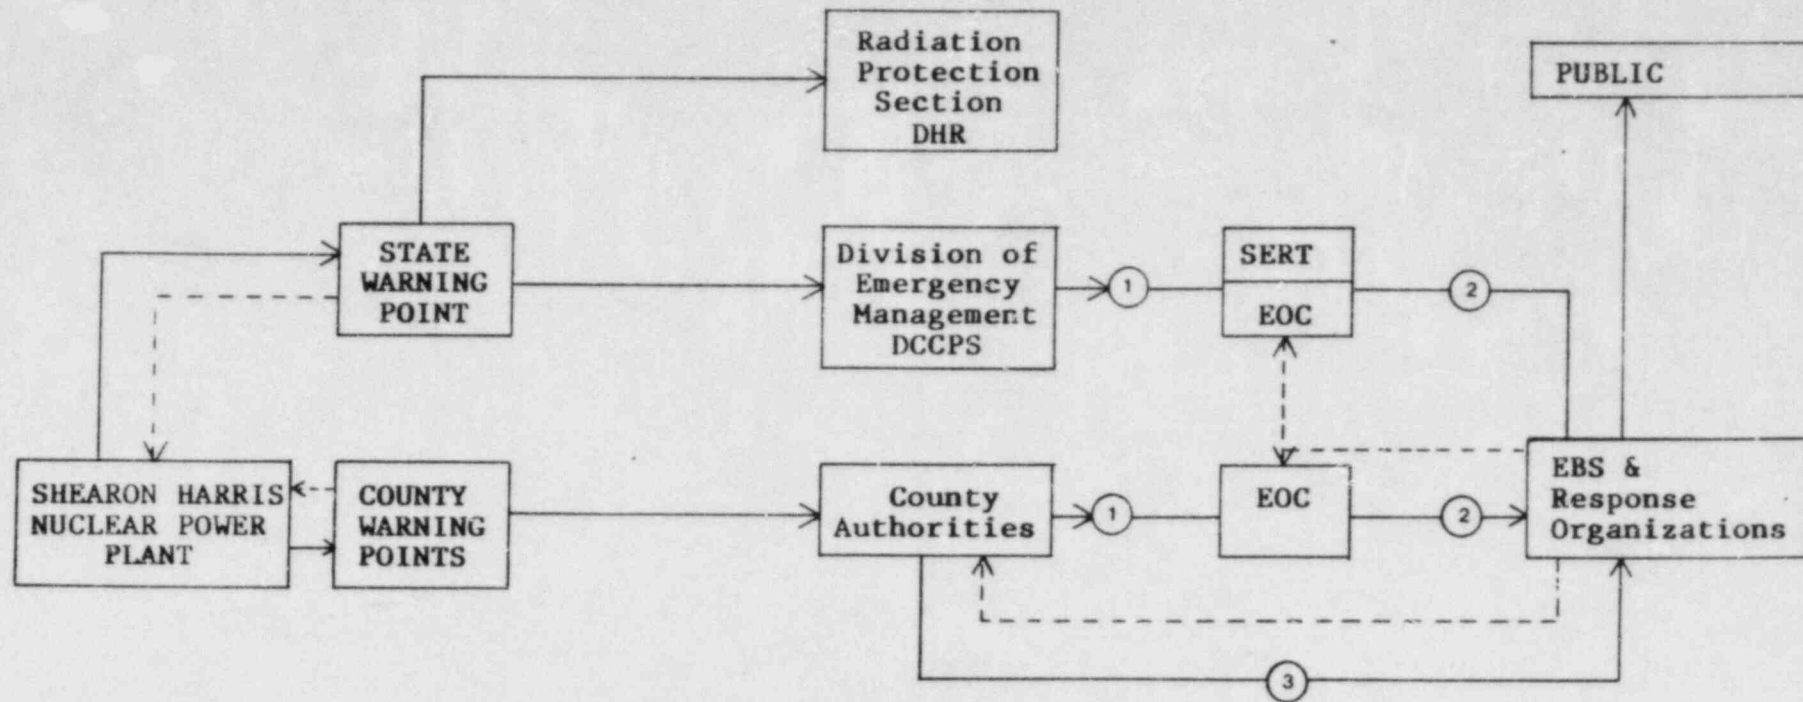 Radiation
Protection
Section
DHR
PUBLIC
STATE
WARNING
POINT
Division of
Emergency
Management
DCCPS
1
SERT
EOC
2
SHEARON HARRIS
NUCLEAR POWER
PLANT
COUNTY
WARNING
POINTS
County
Authorities
1
EOC
2
EBS &
Response
Organizations
3